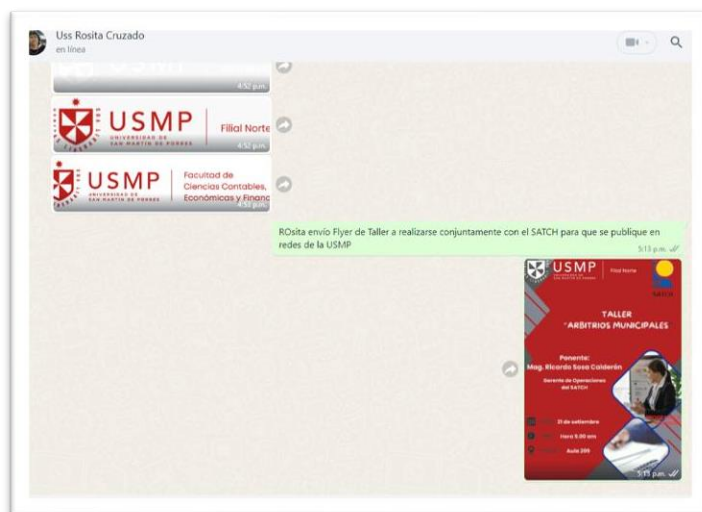 Uss Rosita Cruzado
en línea
4:52 p.m.
USMP
UNIVERSIDAD DE
SAN MARTIN DE PORRES
Filial Norte
4:52 p.m.
USMP
UNIVERSIDAD DE
SAN MARTIN DE PORRES
Facultad de
Ciencias Contables,
Económicas y Financ
ROsita envío Flyer de Taller a realizarse conjuntamente con el SATCH para que se publique en
redes de la USMP
5:13 p.m.
USMP
Filial Norte
SATCH
TALLER
"ARBITRIOS MUNICIPALES
Ponente:
Mag. Ricardo Sosa Calderón
Gerente de Operaciones
del SATCH
21 de setiembre
Hora 9.00 am
5:13 p.m.